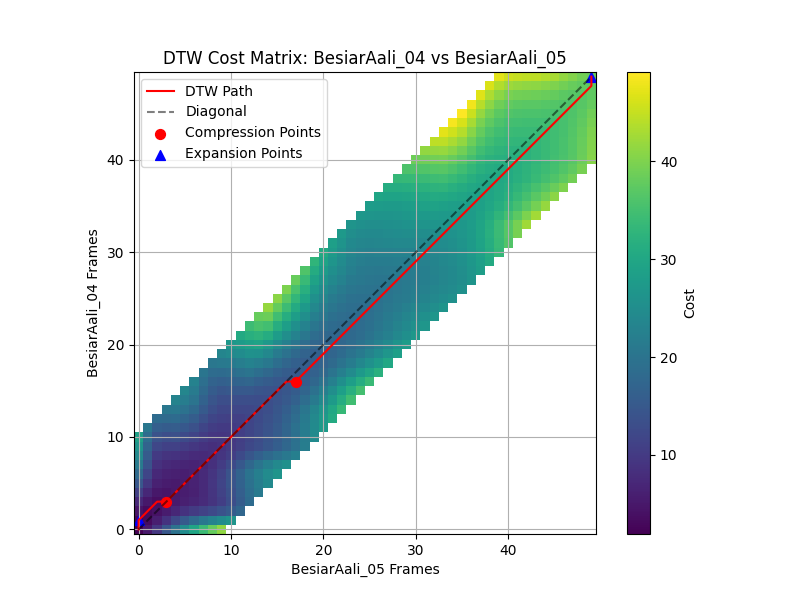 DTW Cost Matrix: BesiarAali_04 vs BesiarAali_05
DTW Path
Diagonal
Compression Points
Expansion Points
BesiarAali_04 Frames
40
30
20
10
0
0 10 20 30 40
BesiarAali_05 Frames
40
30
20
10
Cost